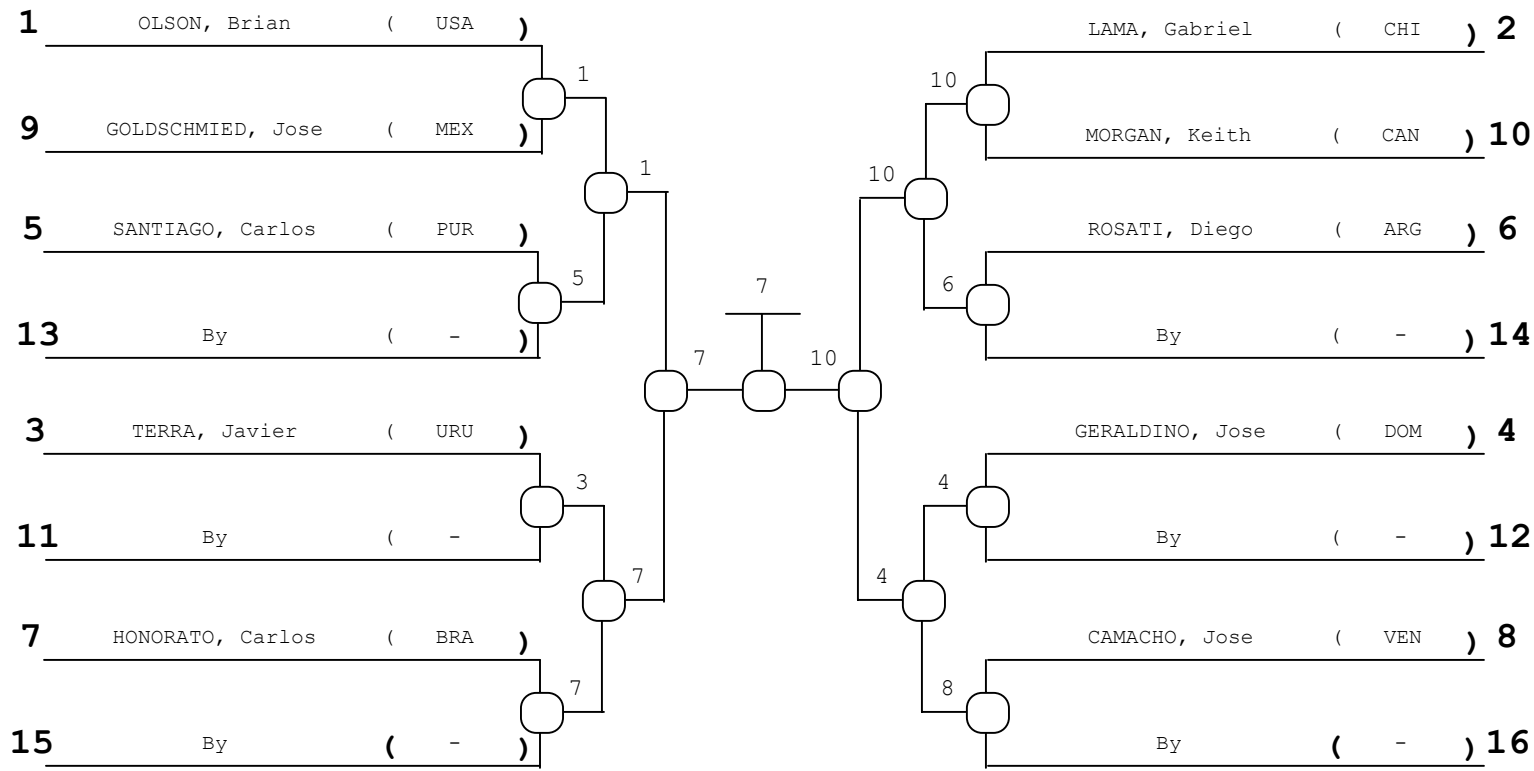 1 OLSON, Brian ( USA )
LAMA, Gabriel ( CHI ) 2
1
10
9 GOLDSCHMIED, Jose ( MEX )
MORGAN, Keith ( CAN ) 10
1
10
5 SANTIAGO, Carlos ( PUR )
ROSATI, Diego ( ARG ) 6
5
7
6
13 By ( - )
By ( - ) 14
7
10
3 TERRA, Javier ( URU )
GERALDINO, Jose ( DOM ) 4
3
4
11 By ( -
By ( - ) 12
7
4
7 HONORATO, Carlos ( BRA )
CAMACHO, Jose ( VEN ) 8
7
8
15 By ( - )
By ( - ) 16